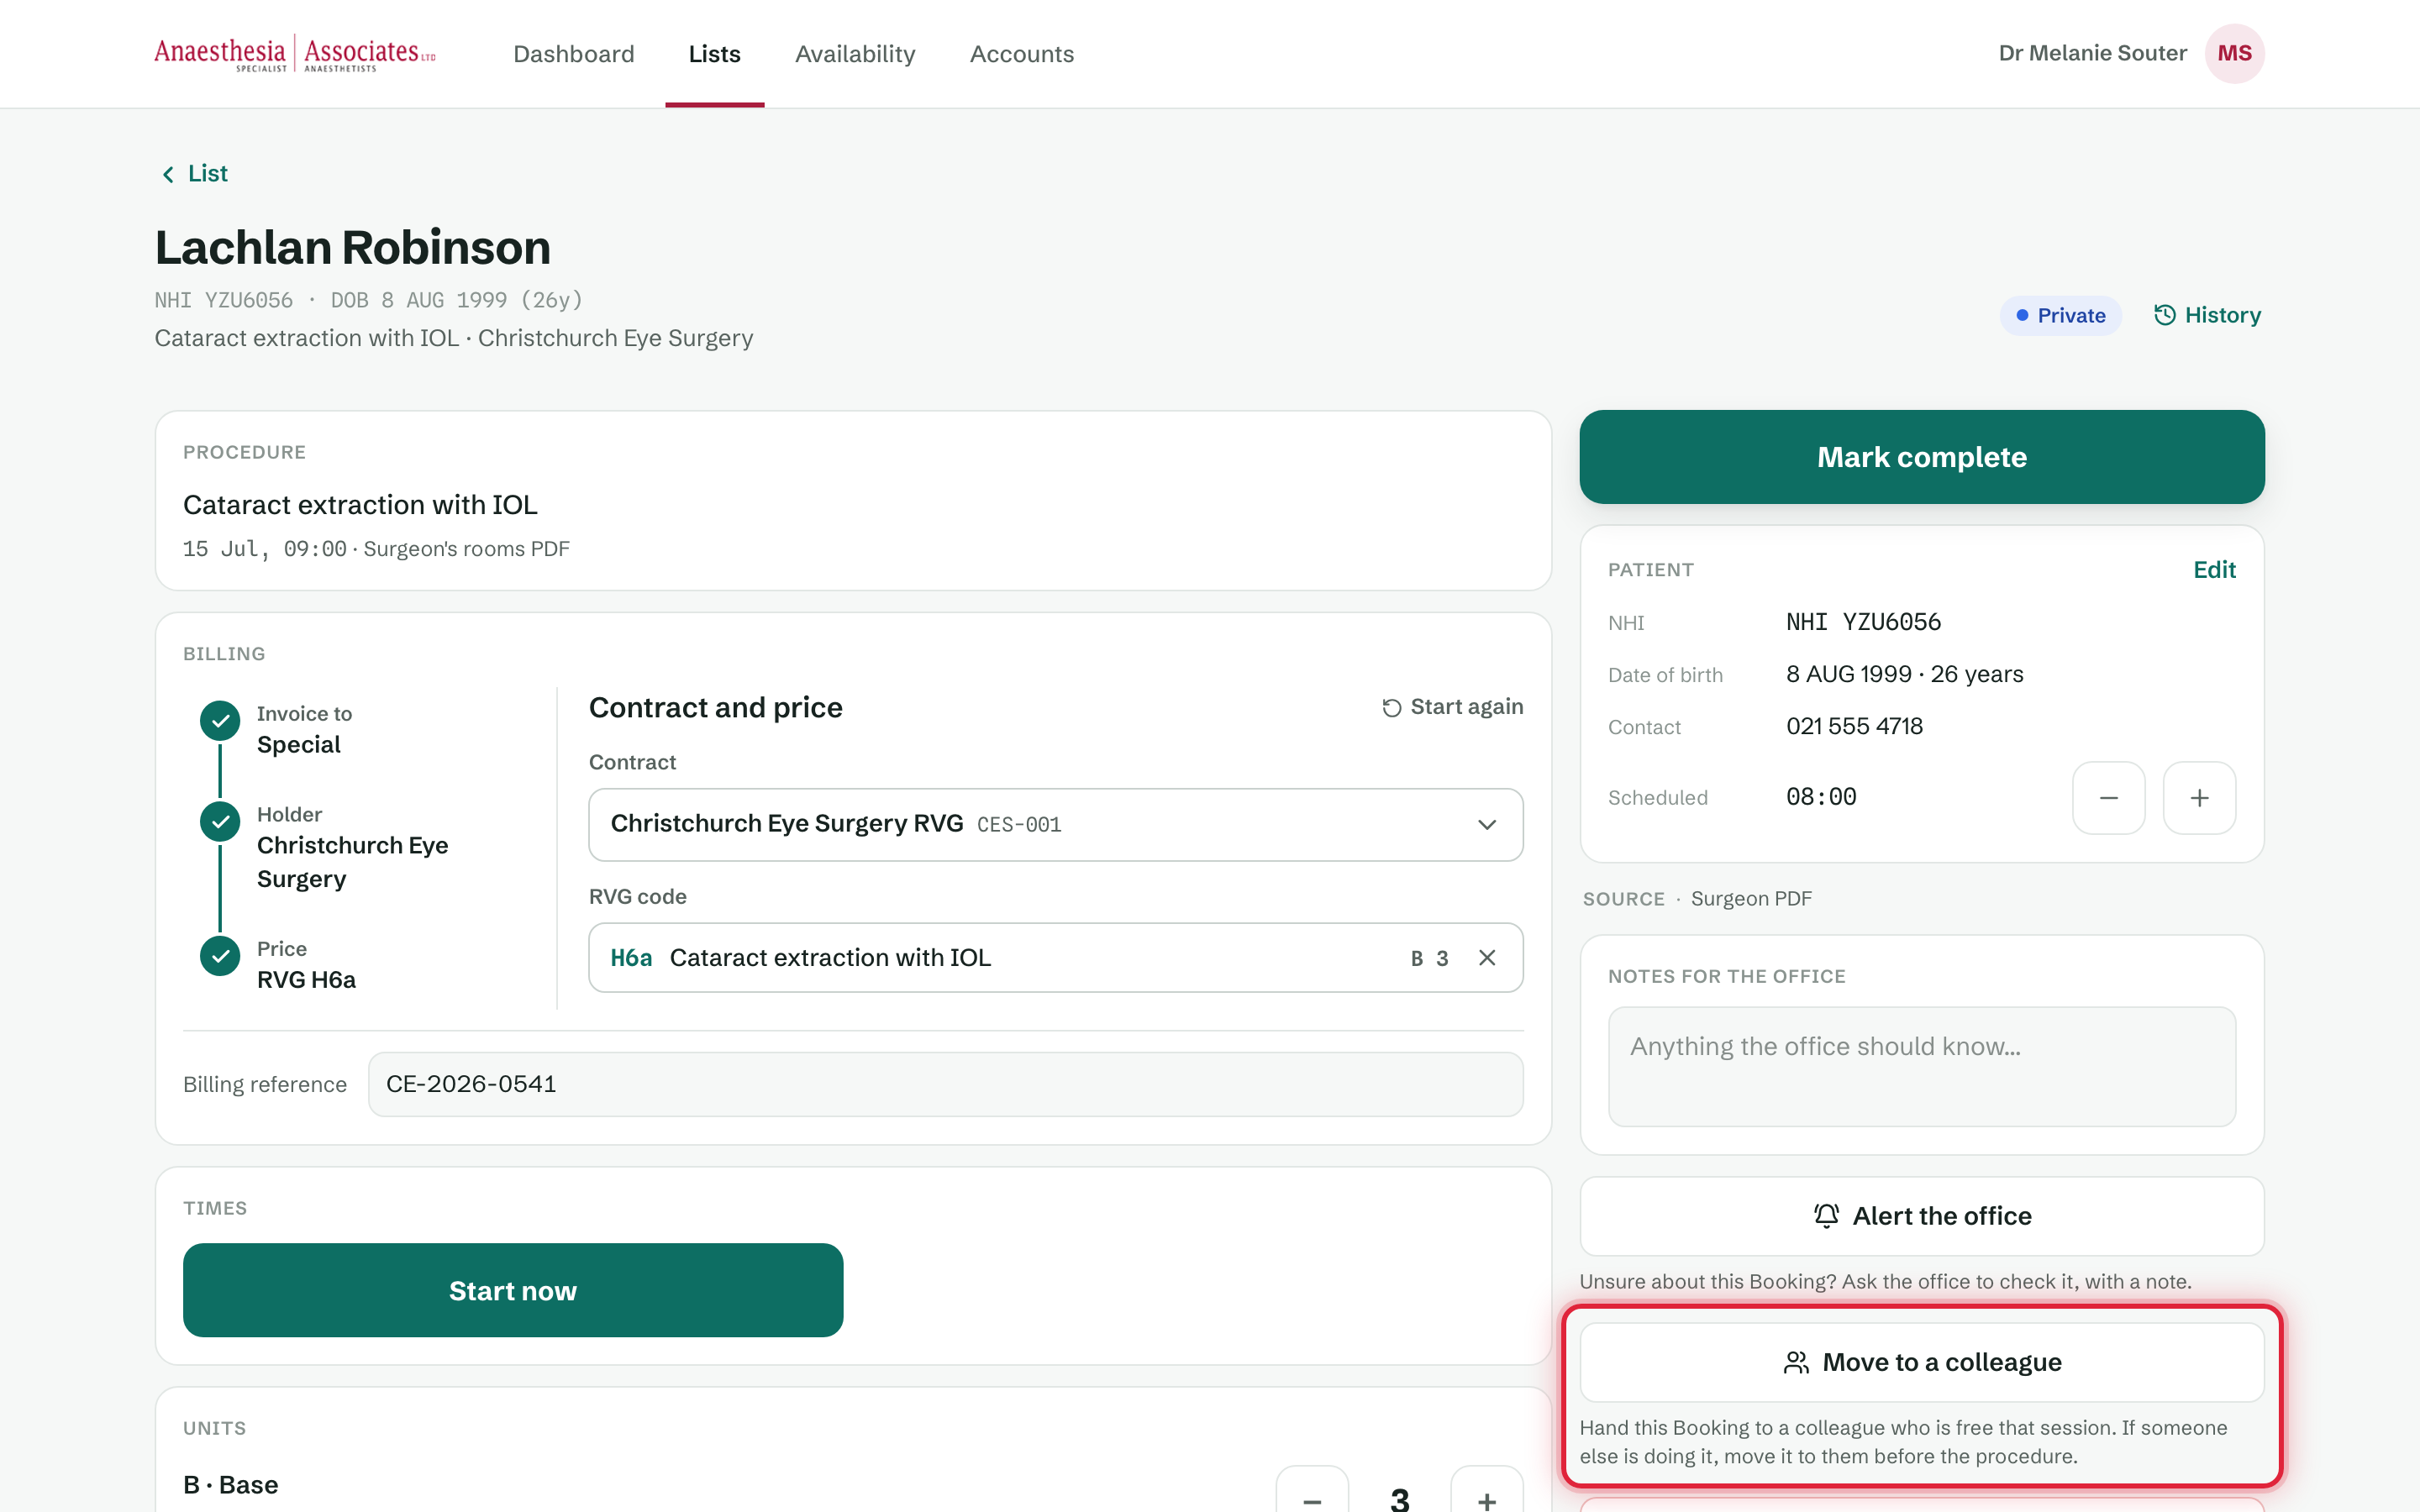 Anaesthesia Associates LTD
SPECIALIST ANAESTHETISTS
Dashboard
Lists
Availability
Accounts
Dr Melanie Souter
MS
List
Lachlan Robinson
NHI YZU6056 · DOB 8 AUG 1999 (26y)
Cataract extraction with IOL · Christchurch Eye Surgery
Private
History
PROCEDURE
Cataract extraction with IOL
15 Jul, 09:00 · Surgeon's rooms PDF
BILLING
Invoice to
Special
Holder
Christchurch Eye
Surgery
Price
RVG H6a
Contract and price
Start again
Contract
Christchurch Eye Surgery RVG CES-001
RVG code
H6a Cataract extraction with IOL B 3
Billing reference
CE-2026-0541
TIMES
Start now
UNITS
B · Base
3
Mark complete
PATIENT
Edit
NHI
NHI YZU6056
Date of birth
8 AUG 1999 · 26 years
Contact
021 555 4718
Scheduled
08:00
SOURCE · Surgeon PDF
NOTES FOR THE OFFICE
Anything the office should know...
Alert the office
Unsure about this Booking? Ask the office to check it, with a note.
Move to a colleague
Hand this Booking to a colleague who is free that session. If someone
else is doing it, move it to them before the procedure.